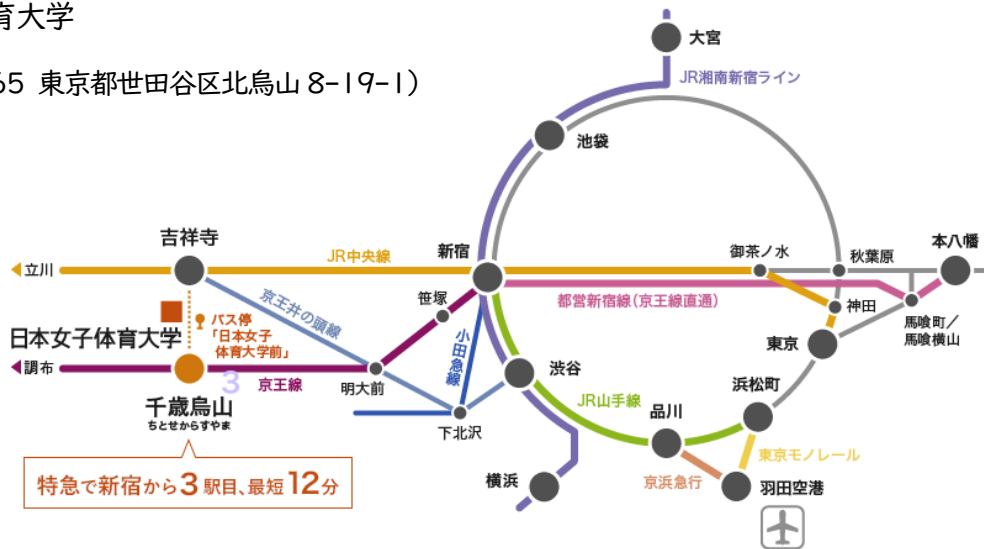 育大学
65 東京都世田谷区北烏山 8-19-1)
大宮
JR湘南新宿ライン
池袋
吉祥寺
新宿
JR中央線
御茶ノ水
秋葉原
本八幡
立川
京王井の頭線
笹塚
都営新宿線(京王線直通)
神田
馬喰町/
馬喰横山
日本女子体育大学
バス停
「日本女子
体育大学前」
小田急線
東京
調布
3
京王線
明大前
渋谷
浜松町
千歳烏山
ちとせからすやま
下北沢
JR山手線
品川
東京モノレール
特急で新宿から3駅目、最短12分
横浜
京浜急行
羽田空港